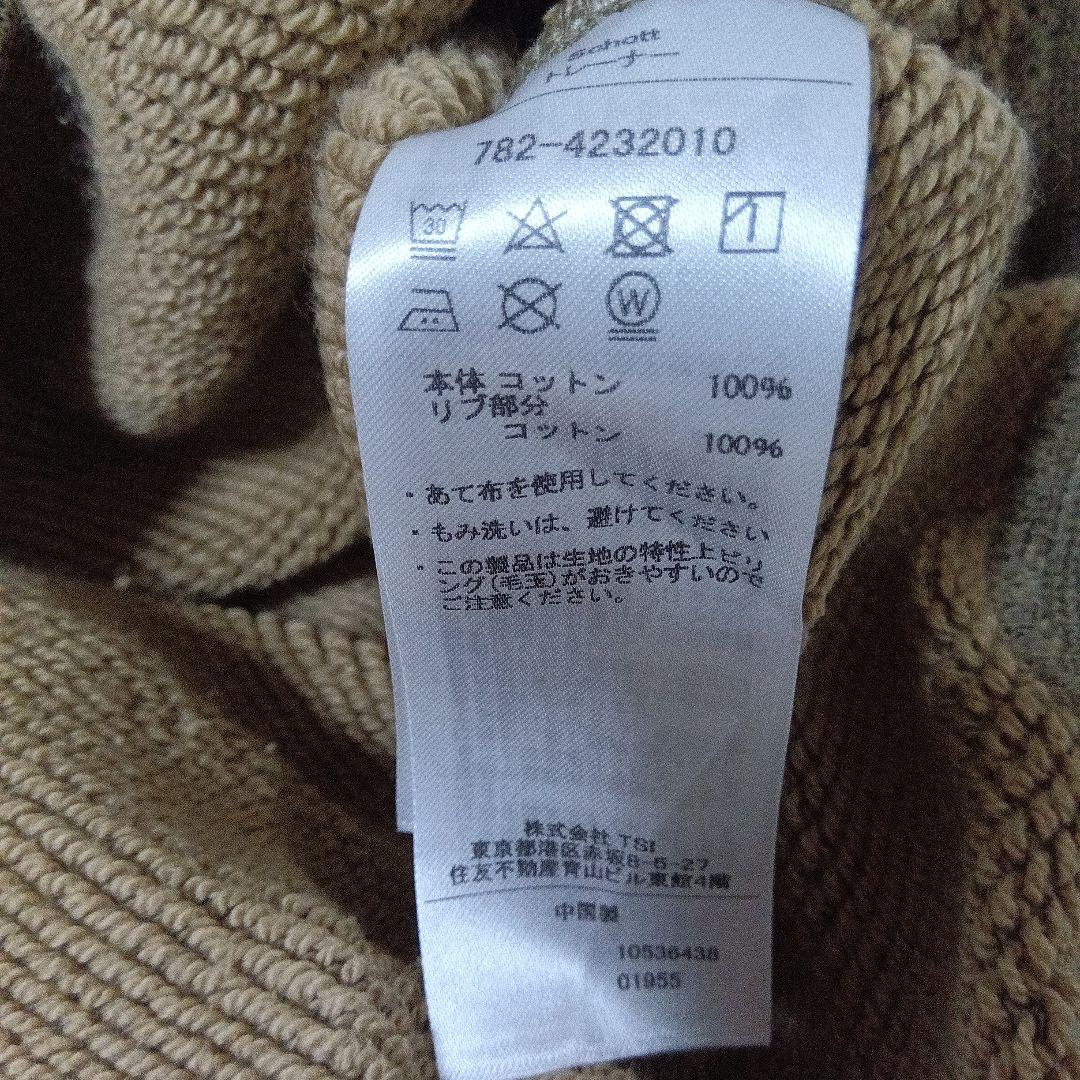 Schott
トレーナー
782-4232010
30
W
本体 コットン 100%
リブ部分
コットン 100%
・あて布を使用してください。
・もみ洗いは、避けてください
・この製品は生地の特性上ピリ
ング(毛玉)がおきやすいので
ご注意ください。
株式会社 TSI
東京都港区赤坂8-5-27
住友不動産青山ビル東館4階
中国製
10536438
01955